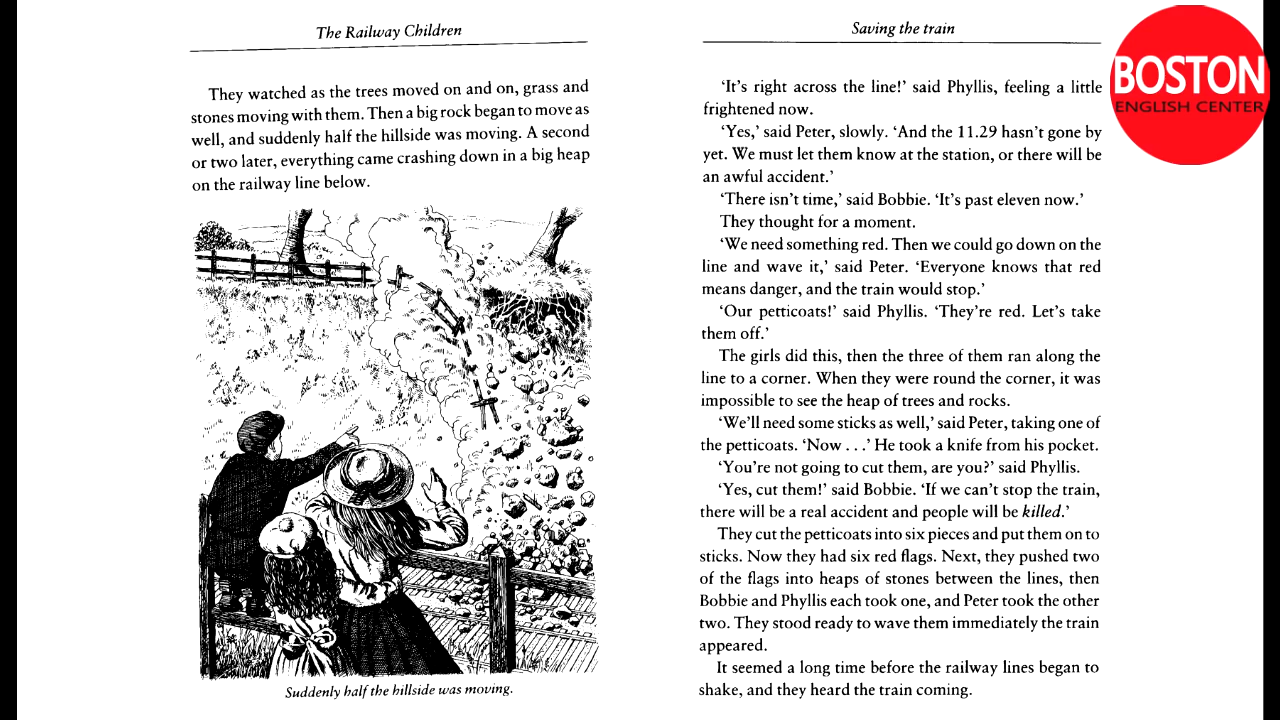 The Railway Children
They watched as the trees moved on and on, grass and
stones moving with them. Then a big rock began to move as
well, and suddenly half the hillside was moving. A second
or two later, everything came crashing down in a big heap
on the railway line below.
Suddenly half the hillside was moving.
Saving the train
‘It's right across the line!’ said Phyllis, feeling a little
frightened now.
‘Yes,’ said Peter, slowly. ‘And the 11.29 hasn't gone by
yet. We must let them know at the station, or there will be
an awful accident.’
‘There isn't time,’ said Bobbie. ‘It's past eleven now.’
They thought for a moment.
‘We need something red. Then we could go down on the
line and wave it,’ said Peter. ‘Everyone knows that red
means danger, and the train would stop.’
‘Our petticoats!’ said Phyllis. ‘They're red. Let's take
them off.’
The girls did this, then the three of them ran along the
line to a corner. When they were round the corner, it was
impossible to see the heap of trees and rocks.
‘We'll need some sticks as well,’ said Peter, taking one of
the petticoats. ‘Now . . .’ He took a knife from his pocket.
‘You're not going to cut them, are you?’ said Phyllis.
‘Yes, cut them!’ said Bobbie. ‘If we can't stop the train,
there will be a real accident and people will be killed.’
They cut the petticoats into six pieces and put them on to
sticks. Now they had six red flags. Next, they pushed two
of the flags into heaps of stones between the lines, then
Bobbie and Phyllis each took one, and Peter took the other
two. They stood ready to wave them immediately the train
appeared.
It seemed a long time before the railway lines began to
shake, and they heard the train coming.
BOSTON
ENGLISH CENTER